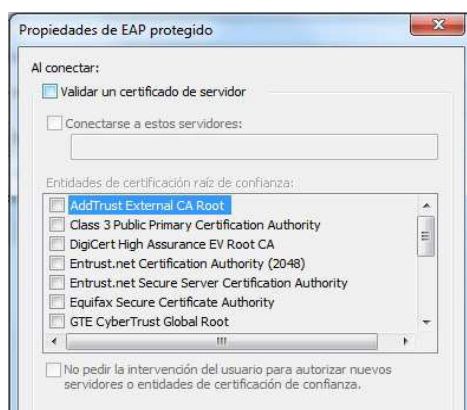 Propiedades de EAP protegido
Al conectar:
Validar un certificado de servidor
Conectarse a estos servidores:
Entidades de certificación raíz de confianza:
AddTrust External CA Root
Class 3 Public Primary Certification Authority
DigiCert High Assurance EV Root CA
Entrust.net Certification Authority (2048)
Entrust.net Secure Server Certification Authority
Equifax Secure Certificate Authority
GTE CyberTrust Global Root
No pedir la intervención del usuario para autorizar nuevos
servidores o entidades de certificación de confianza.